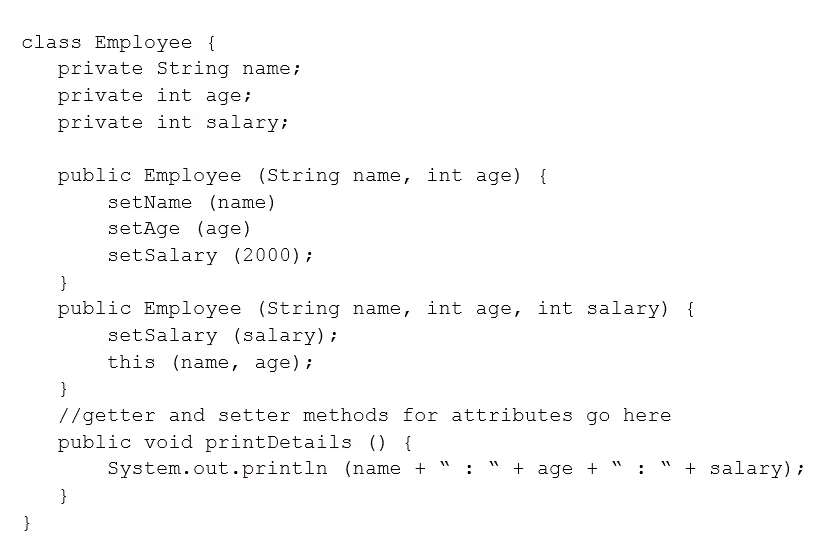 class Employee {
private String name;
private int age;
private int salary;
public Employee (String name, int age) {
setName (name)
setAge (age)
setSalary (2000);
}
public Employee (String name, int age, int salary) {
setSalary (salary);
this (name, age);
}
//getter and setter methods for attributes go here
public void printDetails () {
System.out.println (name + “ : “ + age + “ : “ + salary);
}
}